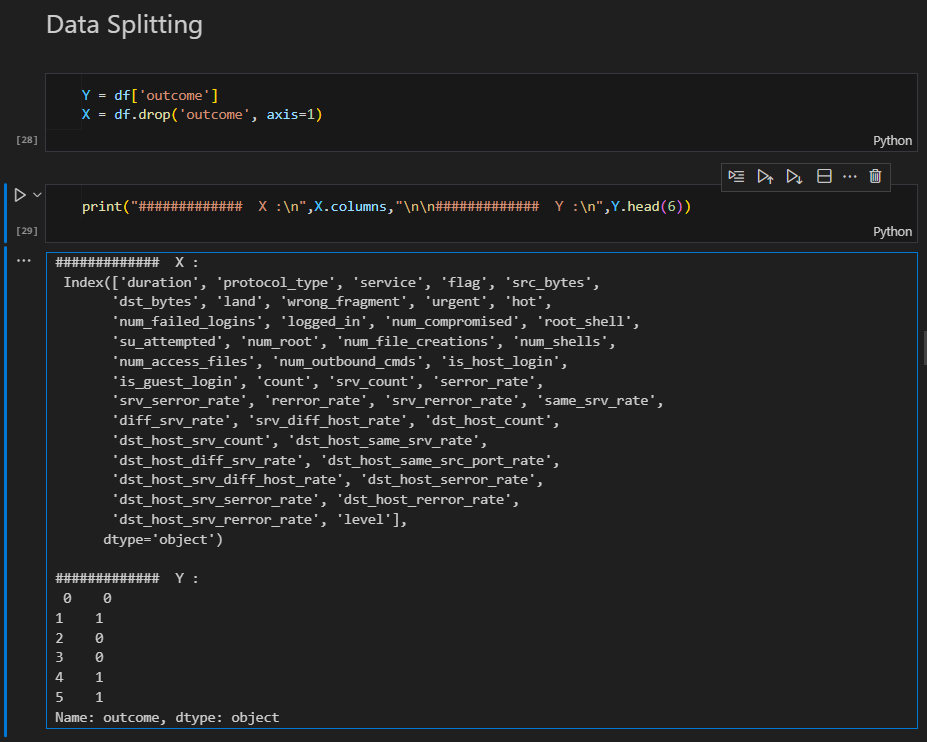 Data Splitting
Y = df['outcome']
X = df.drop('outcome', axis=1)
[28]
Python
print("############# X :\n",X.columns,"\n\n############# Y :\n",Y.head(6))
[29]
Python
############# X :
Index(['duration', 'protocol_type', 'service', 'flag', 'src_bytes',
'dst_bytes', 'land', 'wrong_fragment', 'urgent', 'hot',
'num_failed_logins', 'logged_in', 'num_compromised', 'root_shell',
'su_attempted', 'num_root', 'num_file_creations', 'num_shells',
'num_access_files', 'num_outbound_cmds', 'is_host_login',
'is_guest_login', 'count', 'srv_count', 'serror_rate',
'srv_serror_rate', 'rerror_rate', 'srv_rerror_rate', 'same_srv_rate',
'diff_srv_rate', 'srv_diff_host_rate', 'dst_host_count',
'dst_host_srv_count', 'dst_host_same_srv_rate',
'dst_host_diff_srv_rate', 'dst_host_same_src_port_rate',
'dst_host_srv_diff_host_rate', 'dst_host_serror_rate',
'dst_host_srv_serror_rate', 'dst_host_rerror_rate',
'dst_host_srv_rerror_rate', 'level'],
dtype='object')
############# Y :
0 0
1 1
2 0
3 0
4 1
5 1
Name: outcome, dtype: object